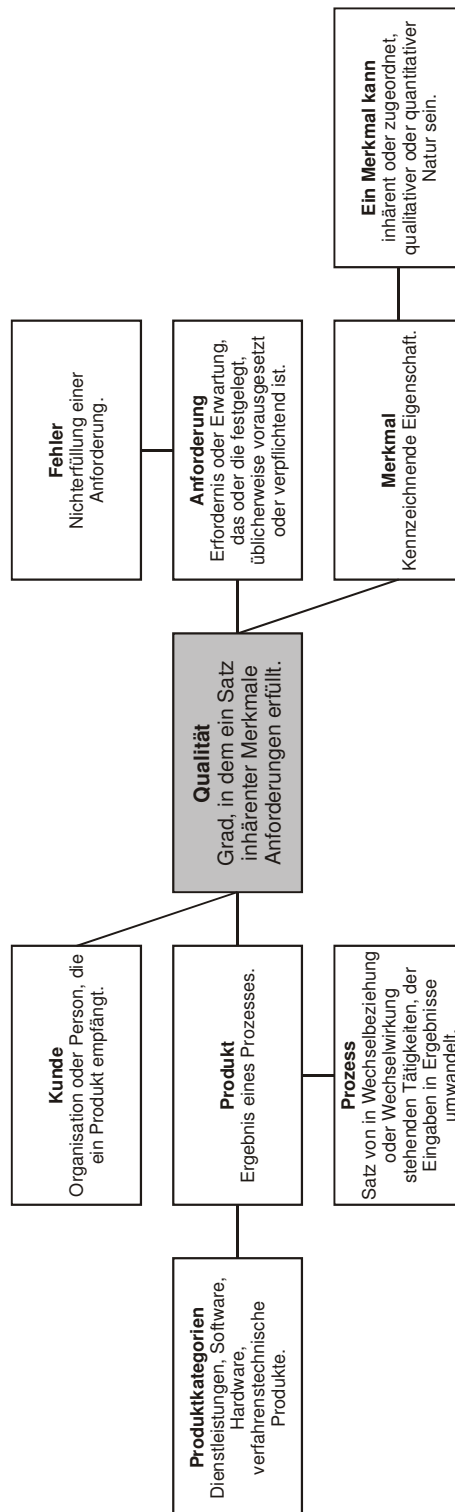 Produktkategorien
Dienstleistungen, Software,
Hardware,
verfahrenstechnische
Produkte.
Kunde
Organisation oder Person, die
ein Produkt empfängt.
Produkt
Ergebnis eines Prozesses.
Prozess
Satz von in Wechselbeziehung
oder Wechselwirkung
stehenden Tätigkeiten, der
Eingaben in Ergebnisse
umwandelt.
Qualität
Grad, in dem ein Satz
inhärenter Merkmale
Anforderungen erfüllt.
Fehler
Nichterfüllung einer
Anforderung.
Anforderung
Erfordernis oder Erwartung,
das oder die festgelegt,
üblicherweise vorausgesetzt
oder verpflichtend ist.
Merkmal
Kennzeichnende Eigenschaft.
Ein Merkmal kann
inhärent oder zugeordnet,
qualitativer oder quantitativer
Natur sein.